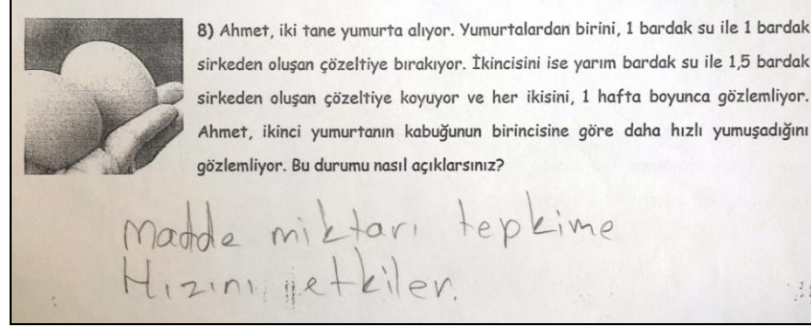 8) Ahmet, iki tane yumurta alıyor. Yumurtalardan birini, 1 bardak su ile 1 bardak
sirkeden oluşan çözeltiye bırakıyor. İkincisini ise yarım bardak su ile 1,5 bardak
sirkeden oluşan çözeltiye koyuyor ve her ikisini, 1 hafta boyunca gözlemliyor.
Ahmet, ikinci yumurtanın kabuğunun birincisine göre daha hızlı yumuşadığını
gözlemliyor. Bu durumu nasıl açıklarsınız?
Madde miktarı tepkime
Hızını etkiler.